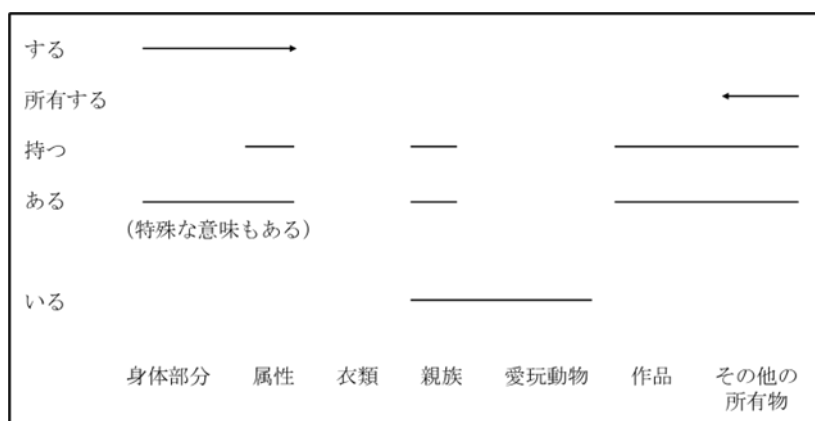 する
所有する
持つ
ある
(特殊な意味もある)
いる
身体部分 属性 衣類 親族 愛玩動物 作品 その他の
所有物